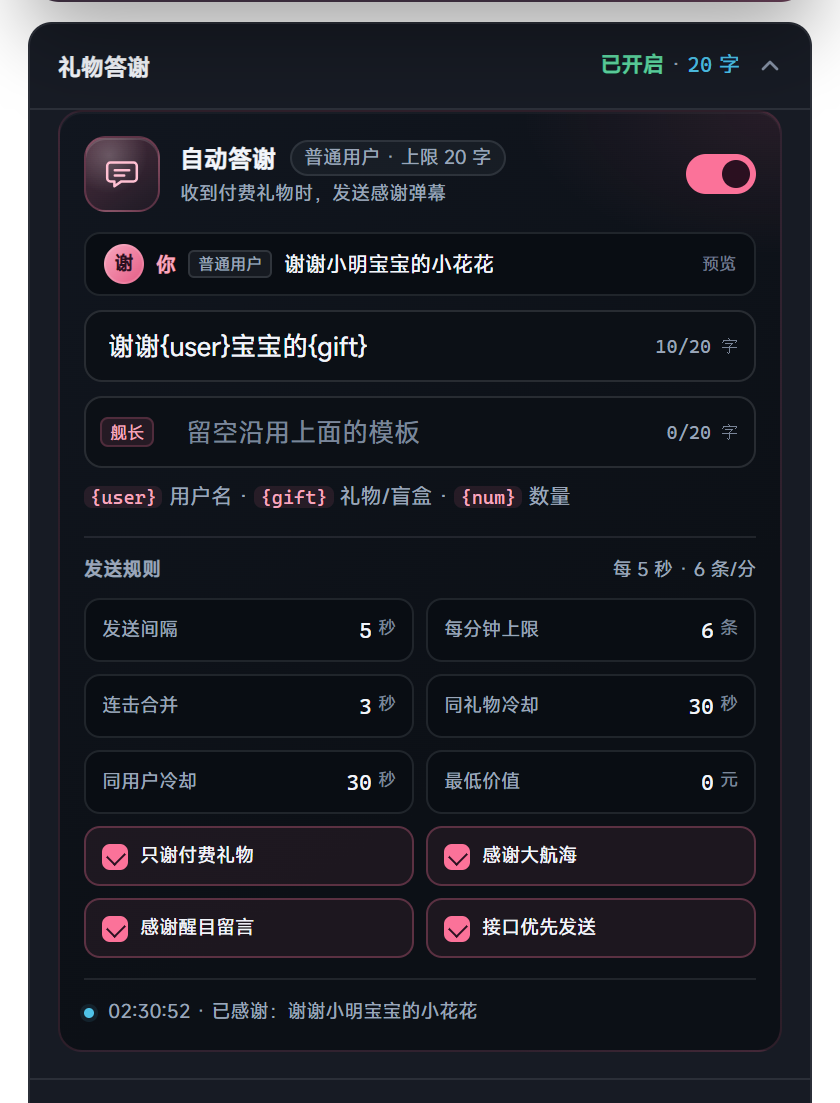 礼物答谢 已开启 · 20 字
自动答谢 普通用户 · 上限 20 字
收到付费礼物时，发送感谢弹幕
谢 你 普通用户 谢谢小明宝宝的小花花 预览
谢谢{user}宝宝的{gift} 10/20 字
舰长 留空沿用上面的模板 0/20 字
{user} 用户名 · {gift} 礼物/盲盒 · {num} 数量
发送规则 每 5 秒 · 6 条/分
发送间隔 5 秒 每分钟上限 6 条
连击合并 3 秒 同礼物冷却 30 秒
同用户冷却 30 秒 最低价值 0 元
只谢付费礼物 感谢大航海
感谢醒目留言 接口优先发送
02:30:52 · 已感谢：谢谢小明宝宝的小花花